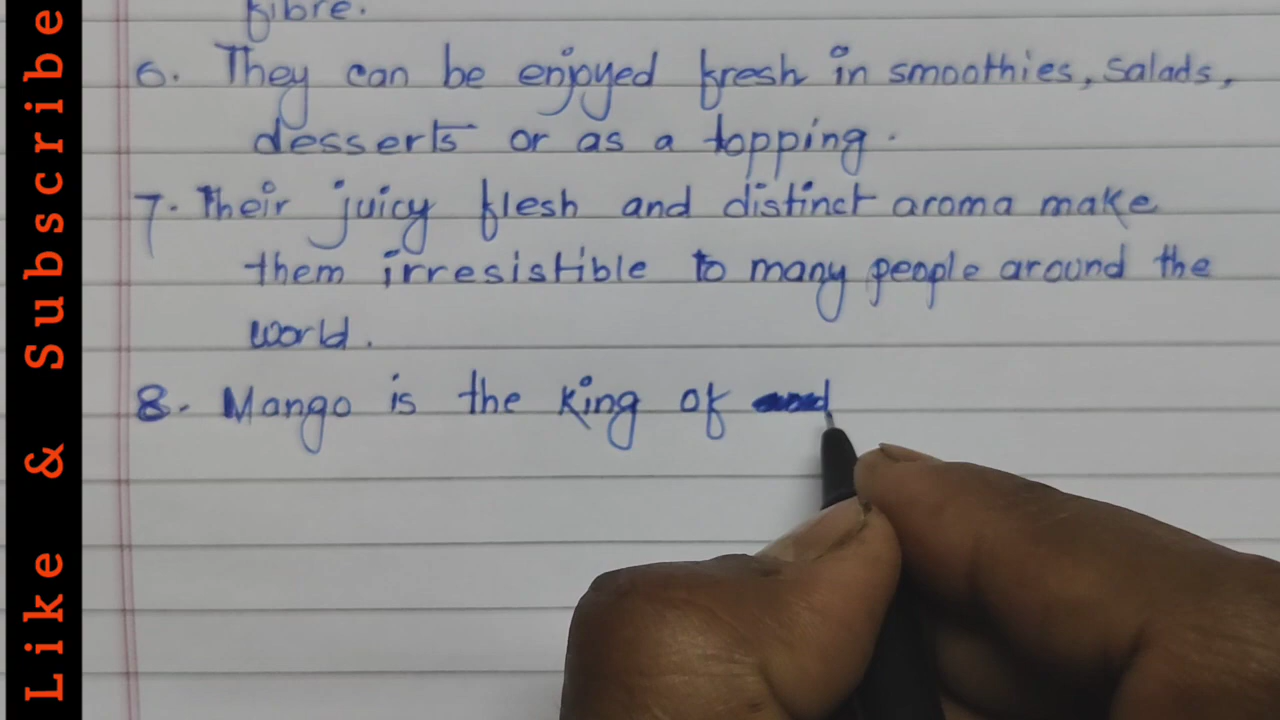 Like & Subscribe
fibre.
6. They can be enjoyed fresh in smoothies, salads,
desserts or as a topping.
7. Their juicy flesh and distinct aroma make
them irresistible to many people around the
world.
8. Mango is the king of